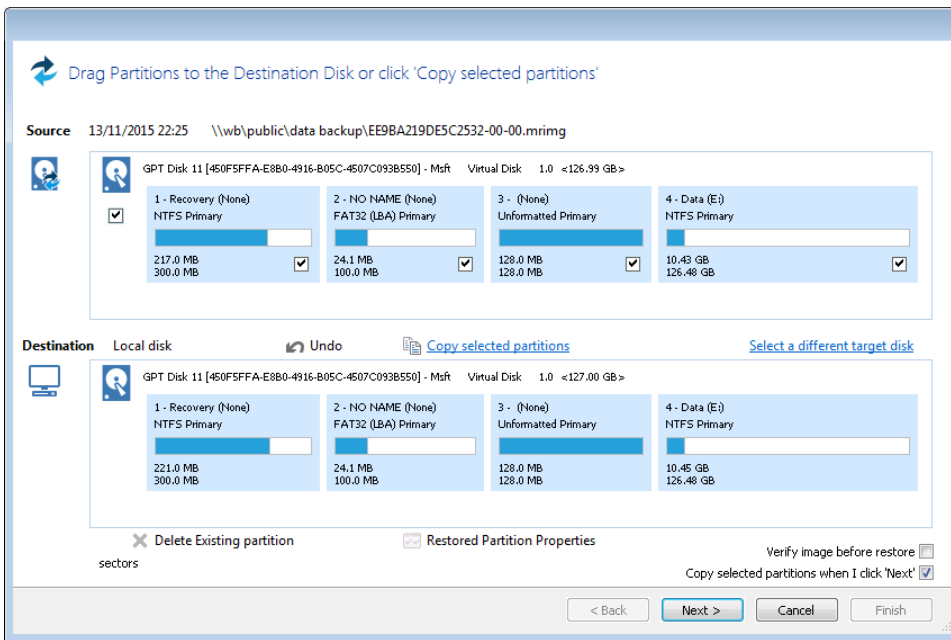 Drag Partitions to the Destination Disk or click 'Copy selected partitions'
Source 13/11/2015 22:25 \\wb\public\data backup\EE9BA219DE5C2532-00-00.mrimg
GPT Disk 11 [450F5FFA-E8B0-4916-B05C-4507C093B550] - Msft Virtual Disk 1.0 <126.99 GB>
1 - Recovery (None)
NTFS Primary
217.0 MB
300.0 MB
2 - NO NAME (None)
FAT32 (LBA) Primary
24.1 MB
100.0 MB
3 - (None)
Unformatted Primary
128.0 MB
128.0 MB
4 - Data (E:)
NTFS Primary
10.43 GB
126.48 GB
Destination Local disk Undo Copy selected partitions Select a different target disk
GPT Disk 11 [450F5FFA-E8B0-4916-B05C-4507C093B550] - Msft Virtual Disk 1.0 <127.00 GB>
1 - Recovery (None)
NTFS Primary
221.0 MB
300.0 MB
2 - NO NAME (None)
FAT32 (LBA) Primary
24.1 MB
100.0 MB
3 - (None)
Unformatted Primary
128.0 MB
128.0 MB
4 - Data (E:)
NTFS Primary
10.45 GB
126.48 GB
Delete Existing partition Restored Partition Properties
Verify image before restore
sectors
Copy selected partitions when I click 'Next'
< Back Next > Cancel Finish